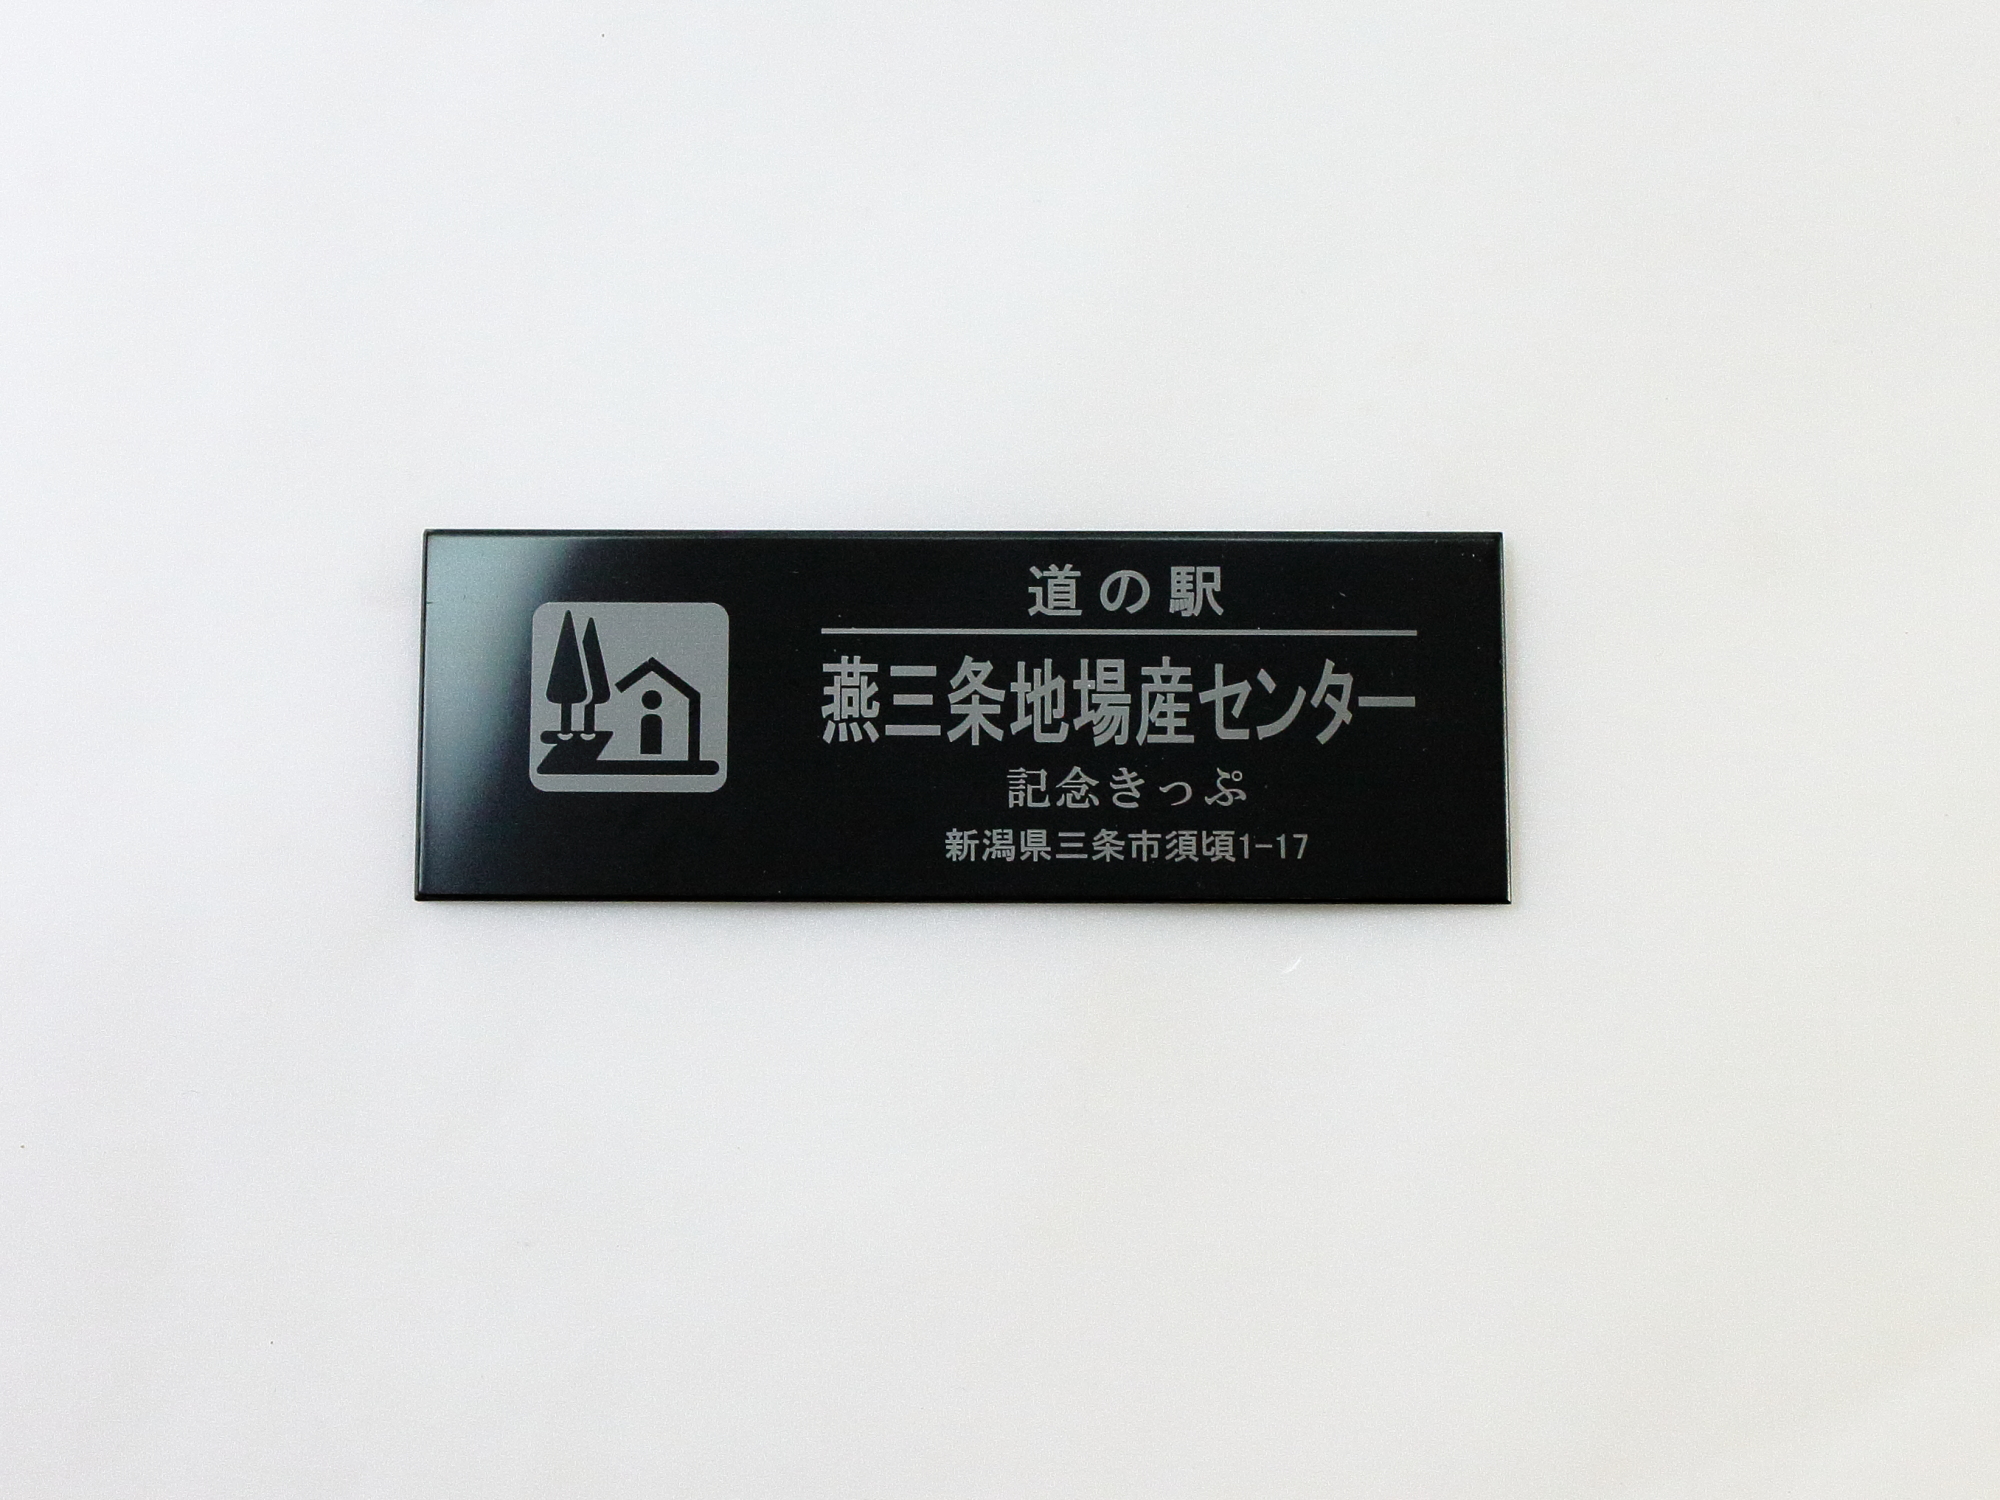 道の駅
燕三条地場産センター
記念きっぷ
新潟県三条市須頃1-17